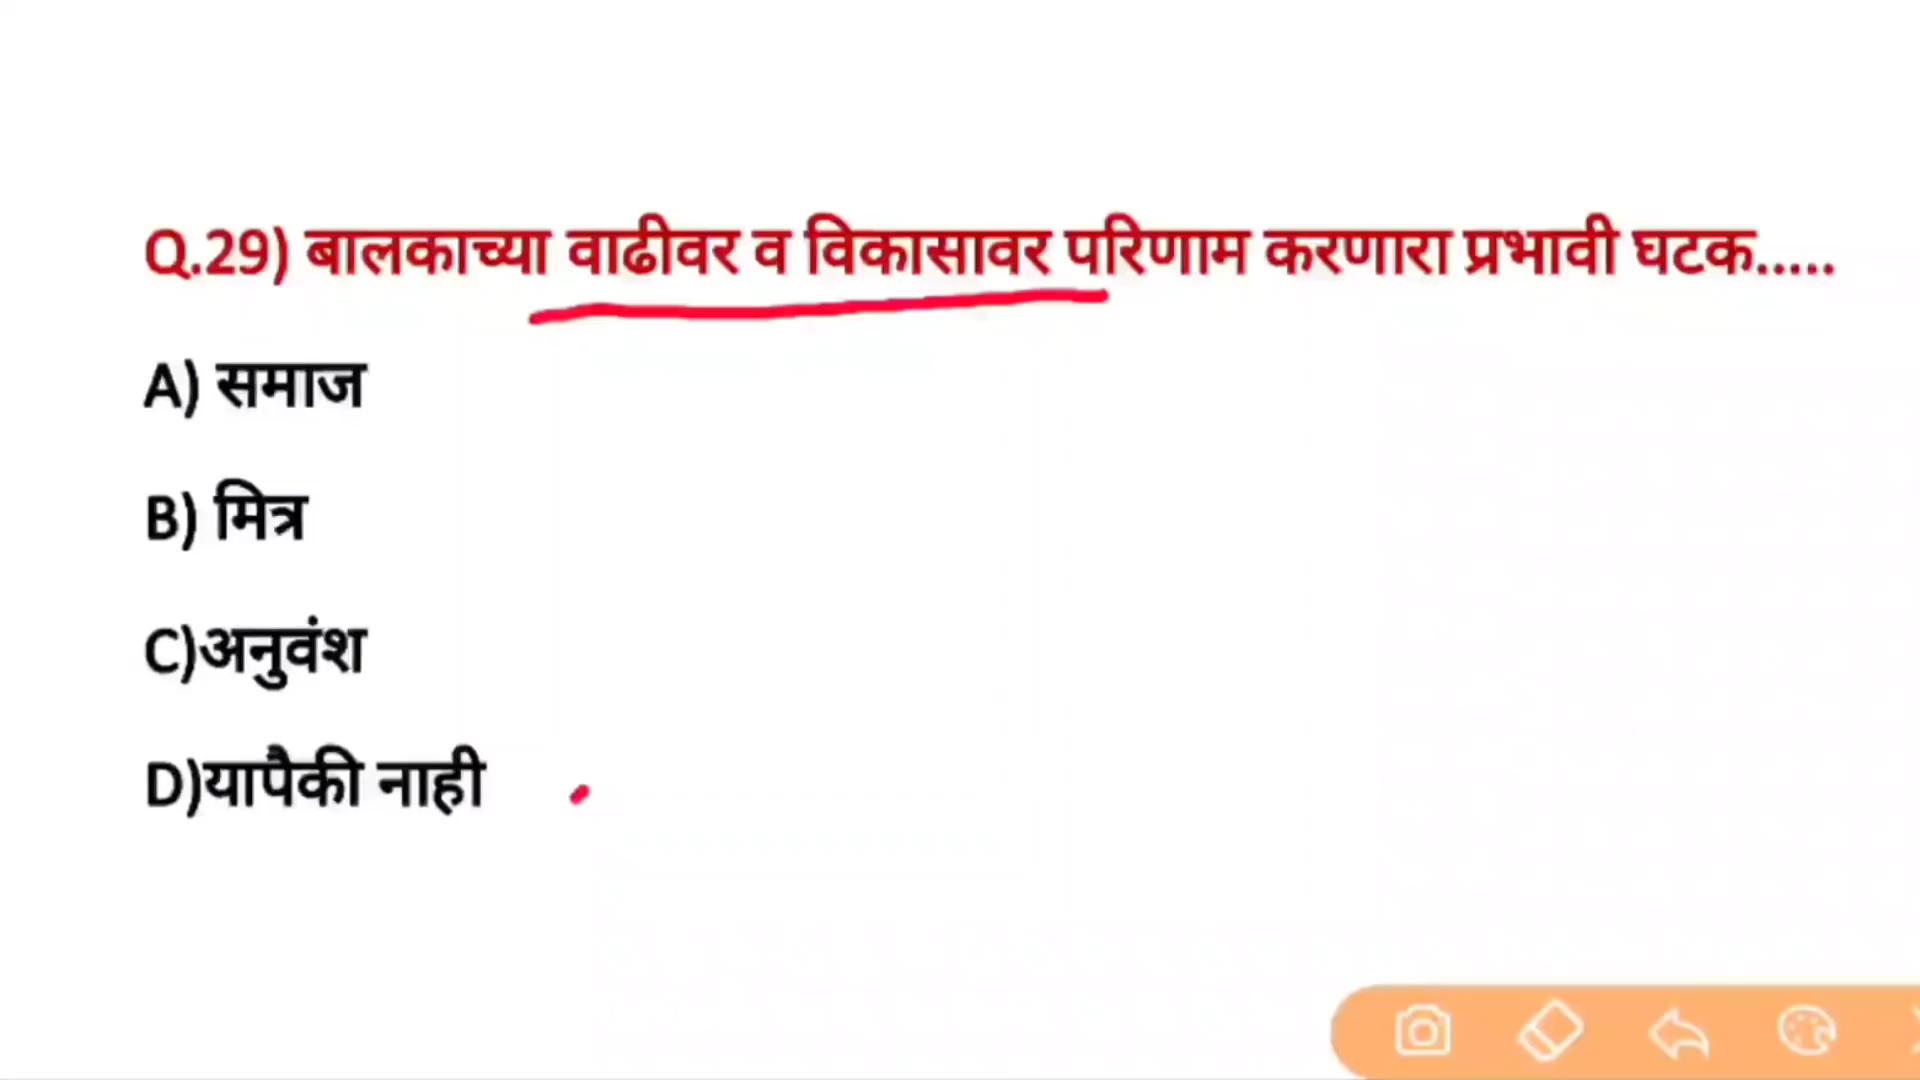 Q.29) बालकाच्या वाढीवर व विकासावर परिणाम करणारा प्रभावी घटक.....
A) समाज
B) मित्र
C)अनुवंश
D)यापैकी नाही